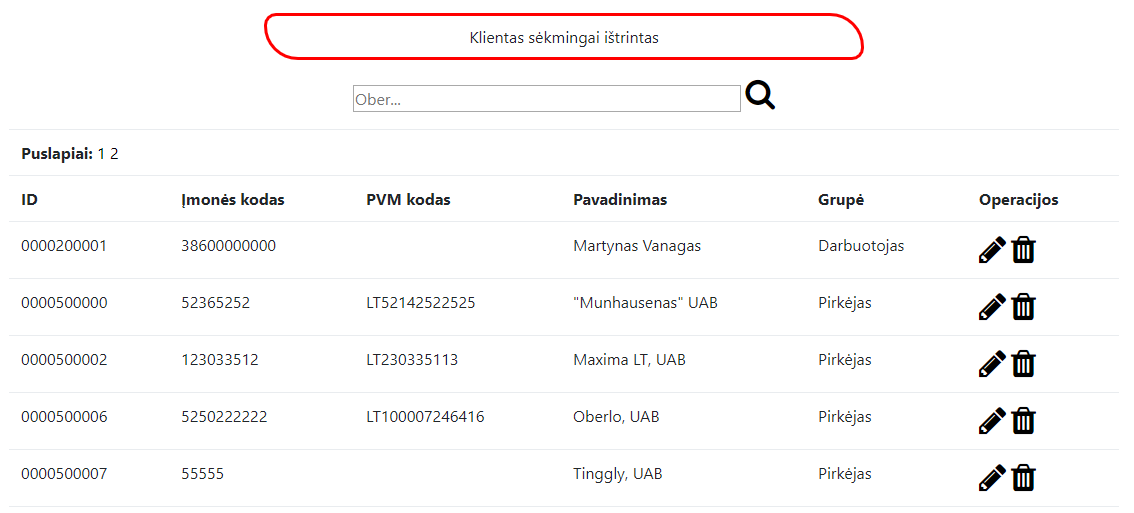 Klientas sėkmingai ištrintas
Ober...
Puslapiai: 1 2
ID Įmonės kodas PVM kodas Pavadinimas Grupė Operacijos
0000200001 38600000000 Martynas Vanagas Darbuotojas
0000500000 52365252 LT52142522525 "Munhausenas" UAB Pirkėjas
0000500002 123033512 LT230335113 Maxima LT, UAB Pirkėjas
0000500006 5250222222 LT100007246416 Oberlo, UAB Pirkėjas
0000500007 55555 Tinggly, UAB Pirkėjas